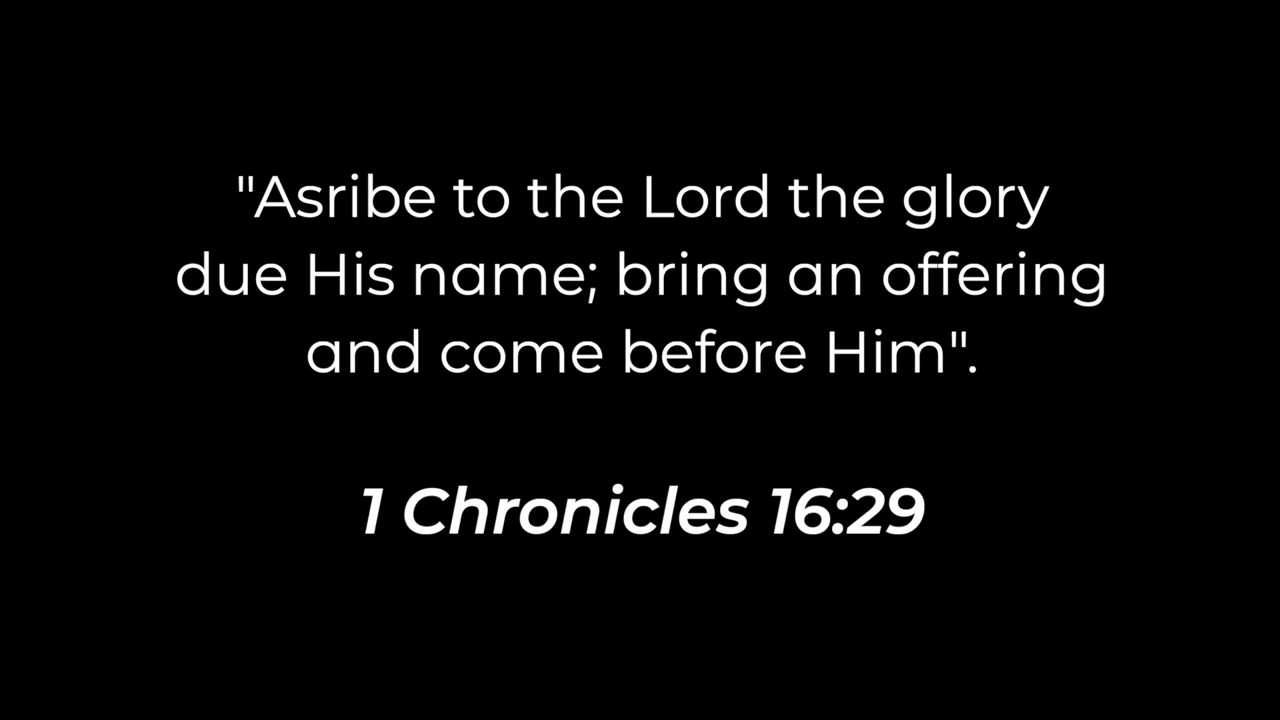 "Asribe to the Lord the glory
due His name; bring an offering
and come before Him".
1 Chronicles 16:29